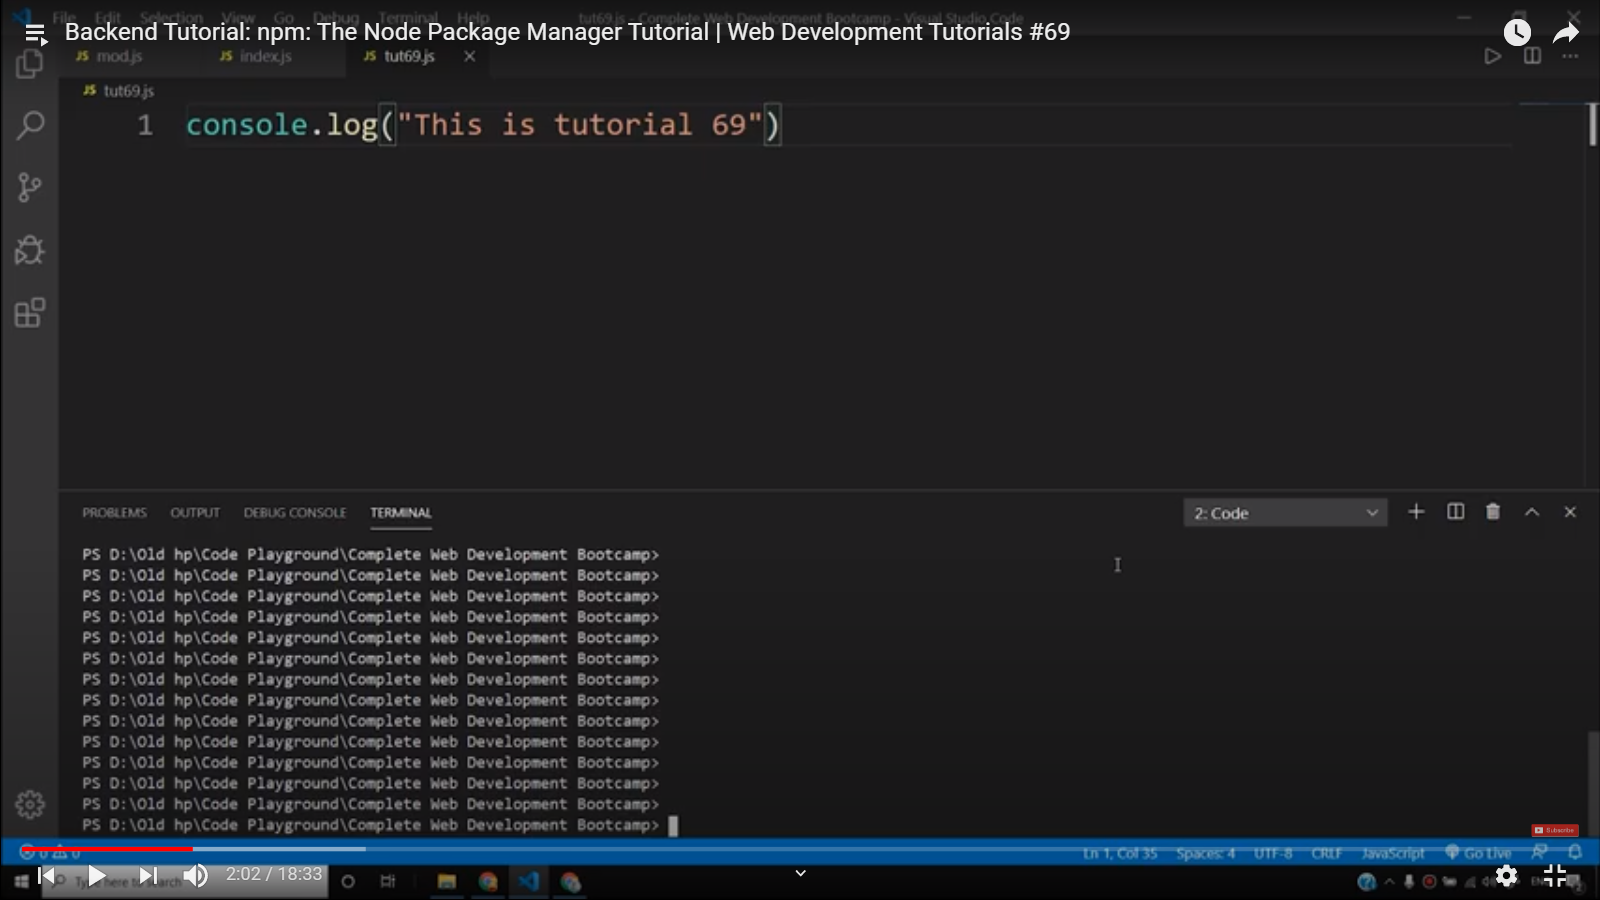 File Edit Selection View Go Debug Terminal Help tut69.js - Complete Web Development Bootcamp - Visual Studio Code
Backend Tutorial: npm: The Node Package Manager Tutorial | Web Development Tutorials #69
JS mod.js JS index.js JS tut69.js
JS tut69.js
1 console.log("This is tutorial 69")
PROBLEMS OUTPUT DEBUG CONSOLE TERMINAL 2: Code
PS D:\Old hp\Code Playground\Complete Web Development Bootcamp>
PS D:\Old hp\Code Playground\Complete Web Development Bootcamp>
PS D:\Old hp\Code Playground\Complete Web Development Bootcamp>
PS D:\Old hp\Code Playground\Complete Web Development Bootcamp>
PS D:\Old hp\Code Playground\Complete Web Development Bootcamp>
PS D:\Old hp\Code Playground\Complete Web Development Bootcamp>
PS D:\Old hp\Code Playground\Complete Web Development Bootcamp>
PS D:\Old hp\Code Playground\Complete Web Development Bootcamp>
PS D:\Old hp\Code Playground\Complete Web Development Bootcamp>
PS D:\Old hp\Code Playground\Complete Web Development Bootcamp>
PS D:\Old hp\Code Playground\Complete Web Development Bootcamp>
PS D:\Old hp\Code Playground\Complete Web Development Bootcamp>
PS D:\Old hp\Code Playground\Complete Web Development Bootcamp>
PS D:\Old hp\Code Playground\Complete Web Development Bootcamp>
Subscribe
0 0 Ln 1, Col 35 Spaces: 4 UTF-8 CRLF JavaScript Go Live
Type here to search 2:02 / 18:33